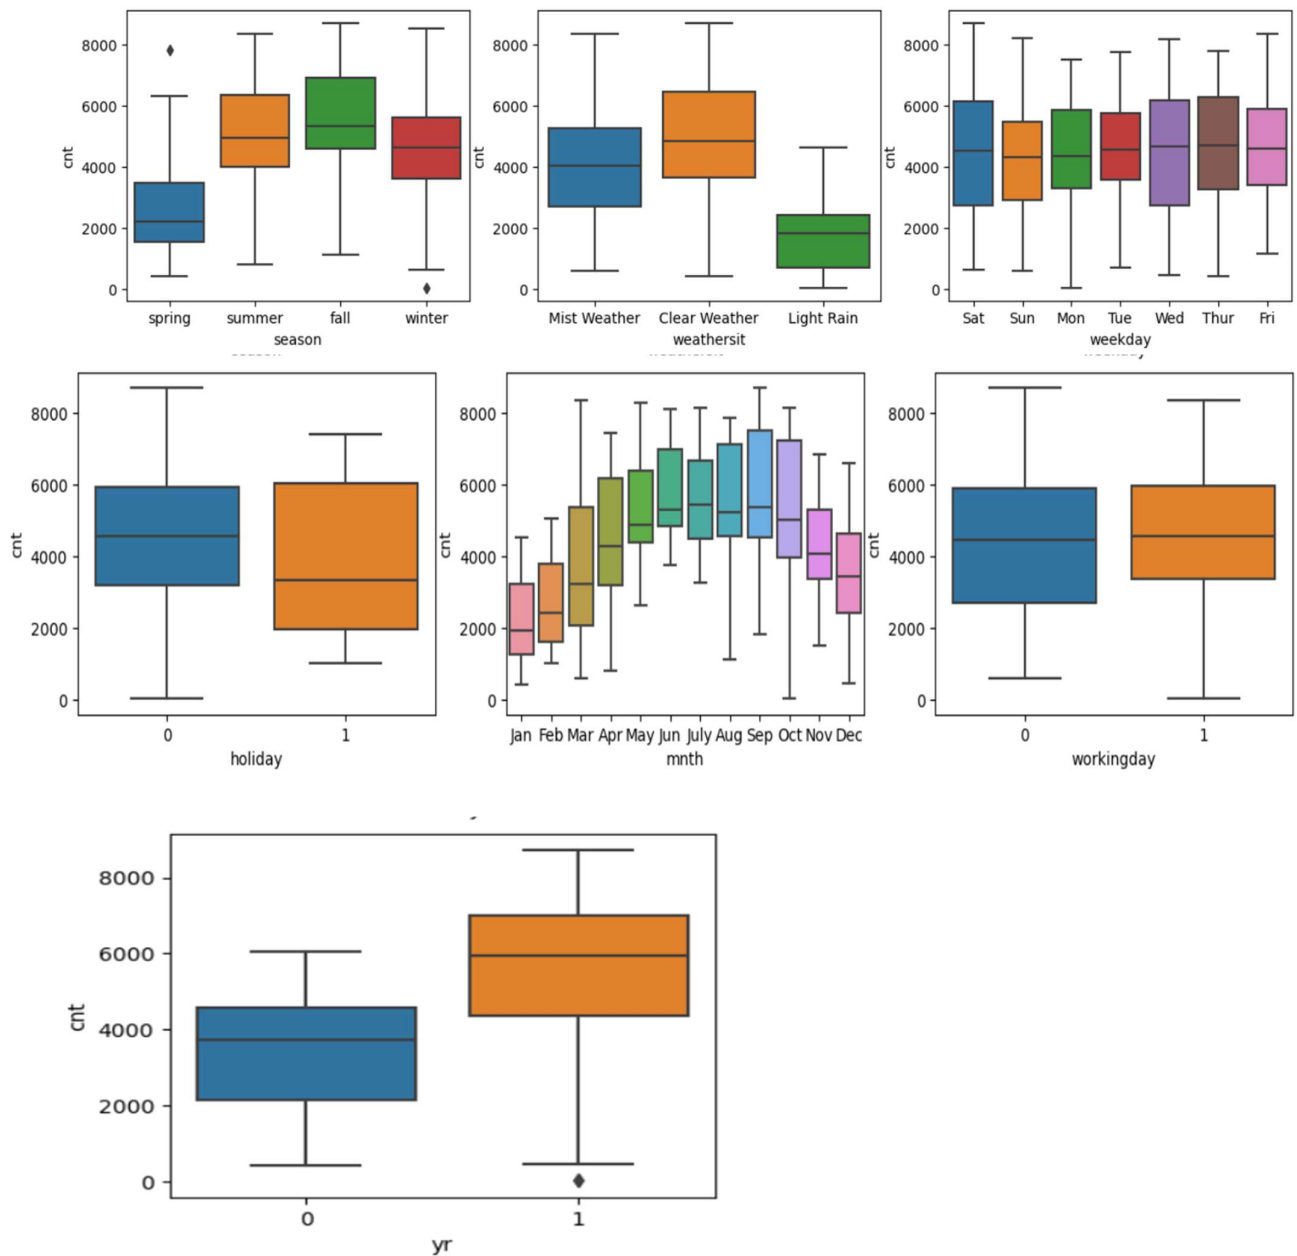 8000
6000
4000
2000
0
cnt
spring summer fall winter
season
8000
6000
4000
2000
0
cnt
Mist Weather Clear Weather Light Rain
weathersit
8000
6000
4000
2000
0
cnt
Sat Sun Mon Tue Wed Thur Fri
weekday
season
weathersit
weekday
8000
6000
4000
2000
0
cnt
0 1
holiday
8000
6000
4000
2000
0
cnt
Jan Feb Mar Apr May Jun July Aug Sep Oct Nov Dec
mnth
8000
6000
4000
2000
0
cnt
0 1
workingday
8000
6000
4000
2000
0
cnt
0 1
yr